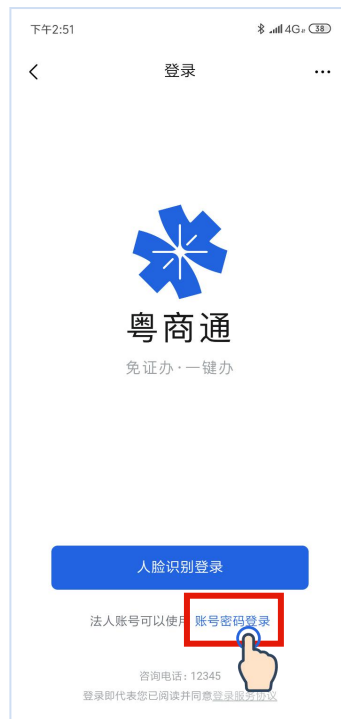 下午2:51 4G 38
登录
粤商通
免证办·一键办
人脸识别登录
法人账号可以使用 账号密码登录
咨询电话：12345
登录即代表您已阅读并同意登录服务协议